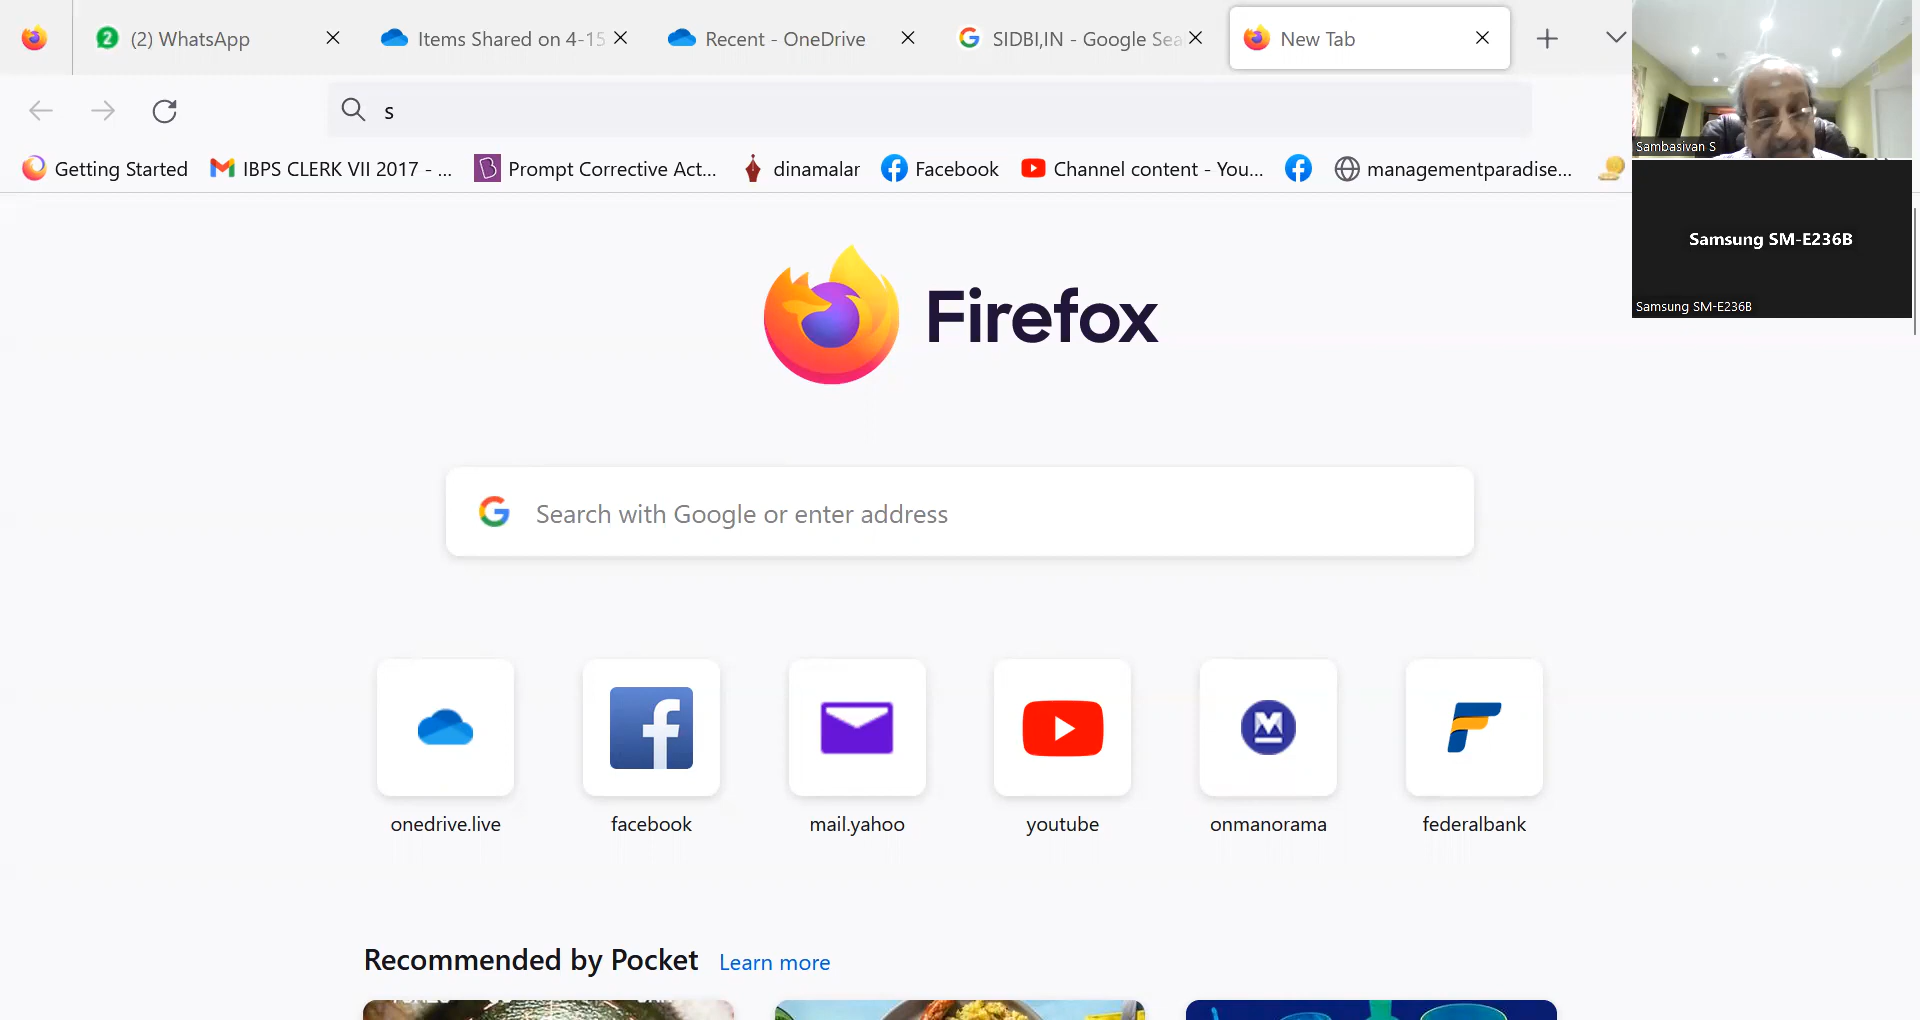 2 (2) WhatsApp
Items Shared on 4-15
Recent - OneDrive
SIDBI,IN - Google Sea
New Tab
s
Getting Started
IBPS CLERK VII 2017 - ...
Prompt Corrective Act...
dinamalar
Facebook
Channel content - You...
managementparadise...
Sambasivan S
Samsung SM-E236B
Samsung SM-E236B
Firefox
Search with Google or enter address
onedrive.live
facebook
mail.yahoo
youtube
onmanorama
federalbank
Recommended by Pocket Learn more